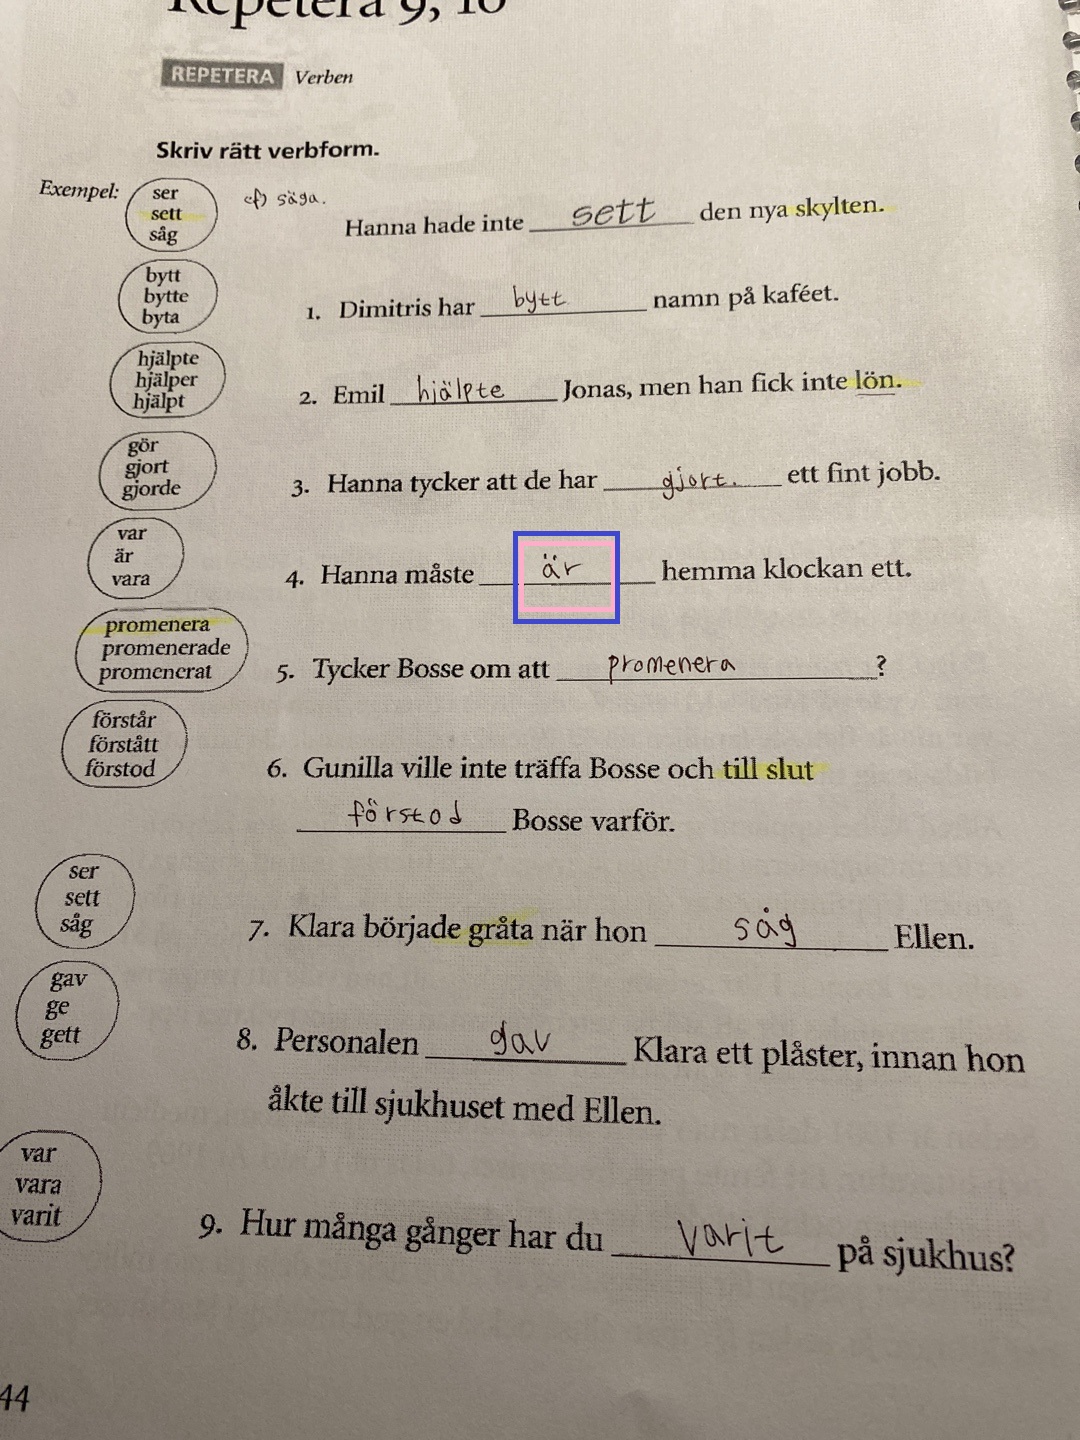 Repetera 9, 10
REPETERA Verben
Skriv rätt verbform.
Exempel:
ser
sett
såg
cf) säga.
Hanna hade inte sett den nya skylten.
bytt
bytte
byta
1. Dimitris har bytt namn på kaféet.
hjälpte
hjälper
hjälpt
2. Emil hjälpte Jonas, men han fick inte lön.
gör
gjort
gjorde
3. Hanna tycker att de har gjort. ett fint jobb.
var
är
vara
4. Hanna måste är hemma klockan ett.
promenera
promenerade
promenerat
5. Tycker Bosse om att promenera ?
förstår
förstått
förstod
6. Gunilla ville inte träffa Bosse och till slut
förstod Bosse varför.
ser
sett
såg
7. Klara började gråta när hon såg Ellen.
gav
ge
gett
8. Personalen gav Klara ett plåster, innan hon
åkte till sjukhuset med Ellen.
var
vara
varit
9. Hur många gånger har du varit på sjukhus?
44